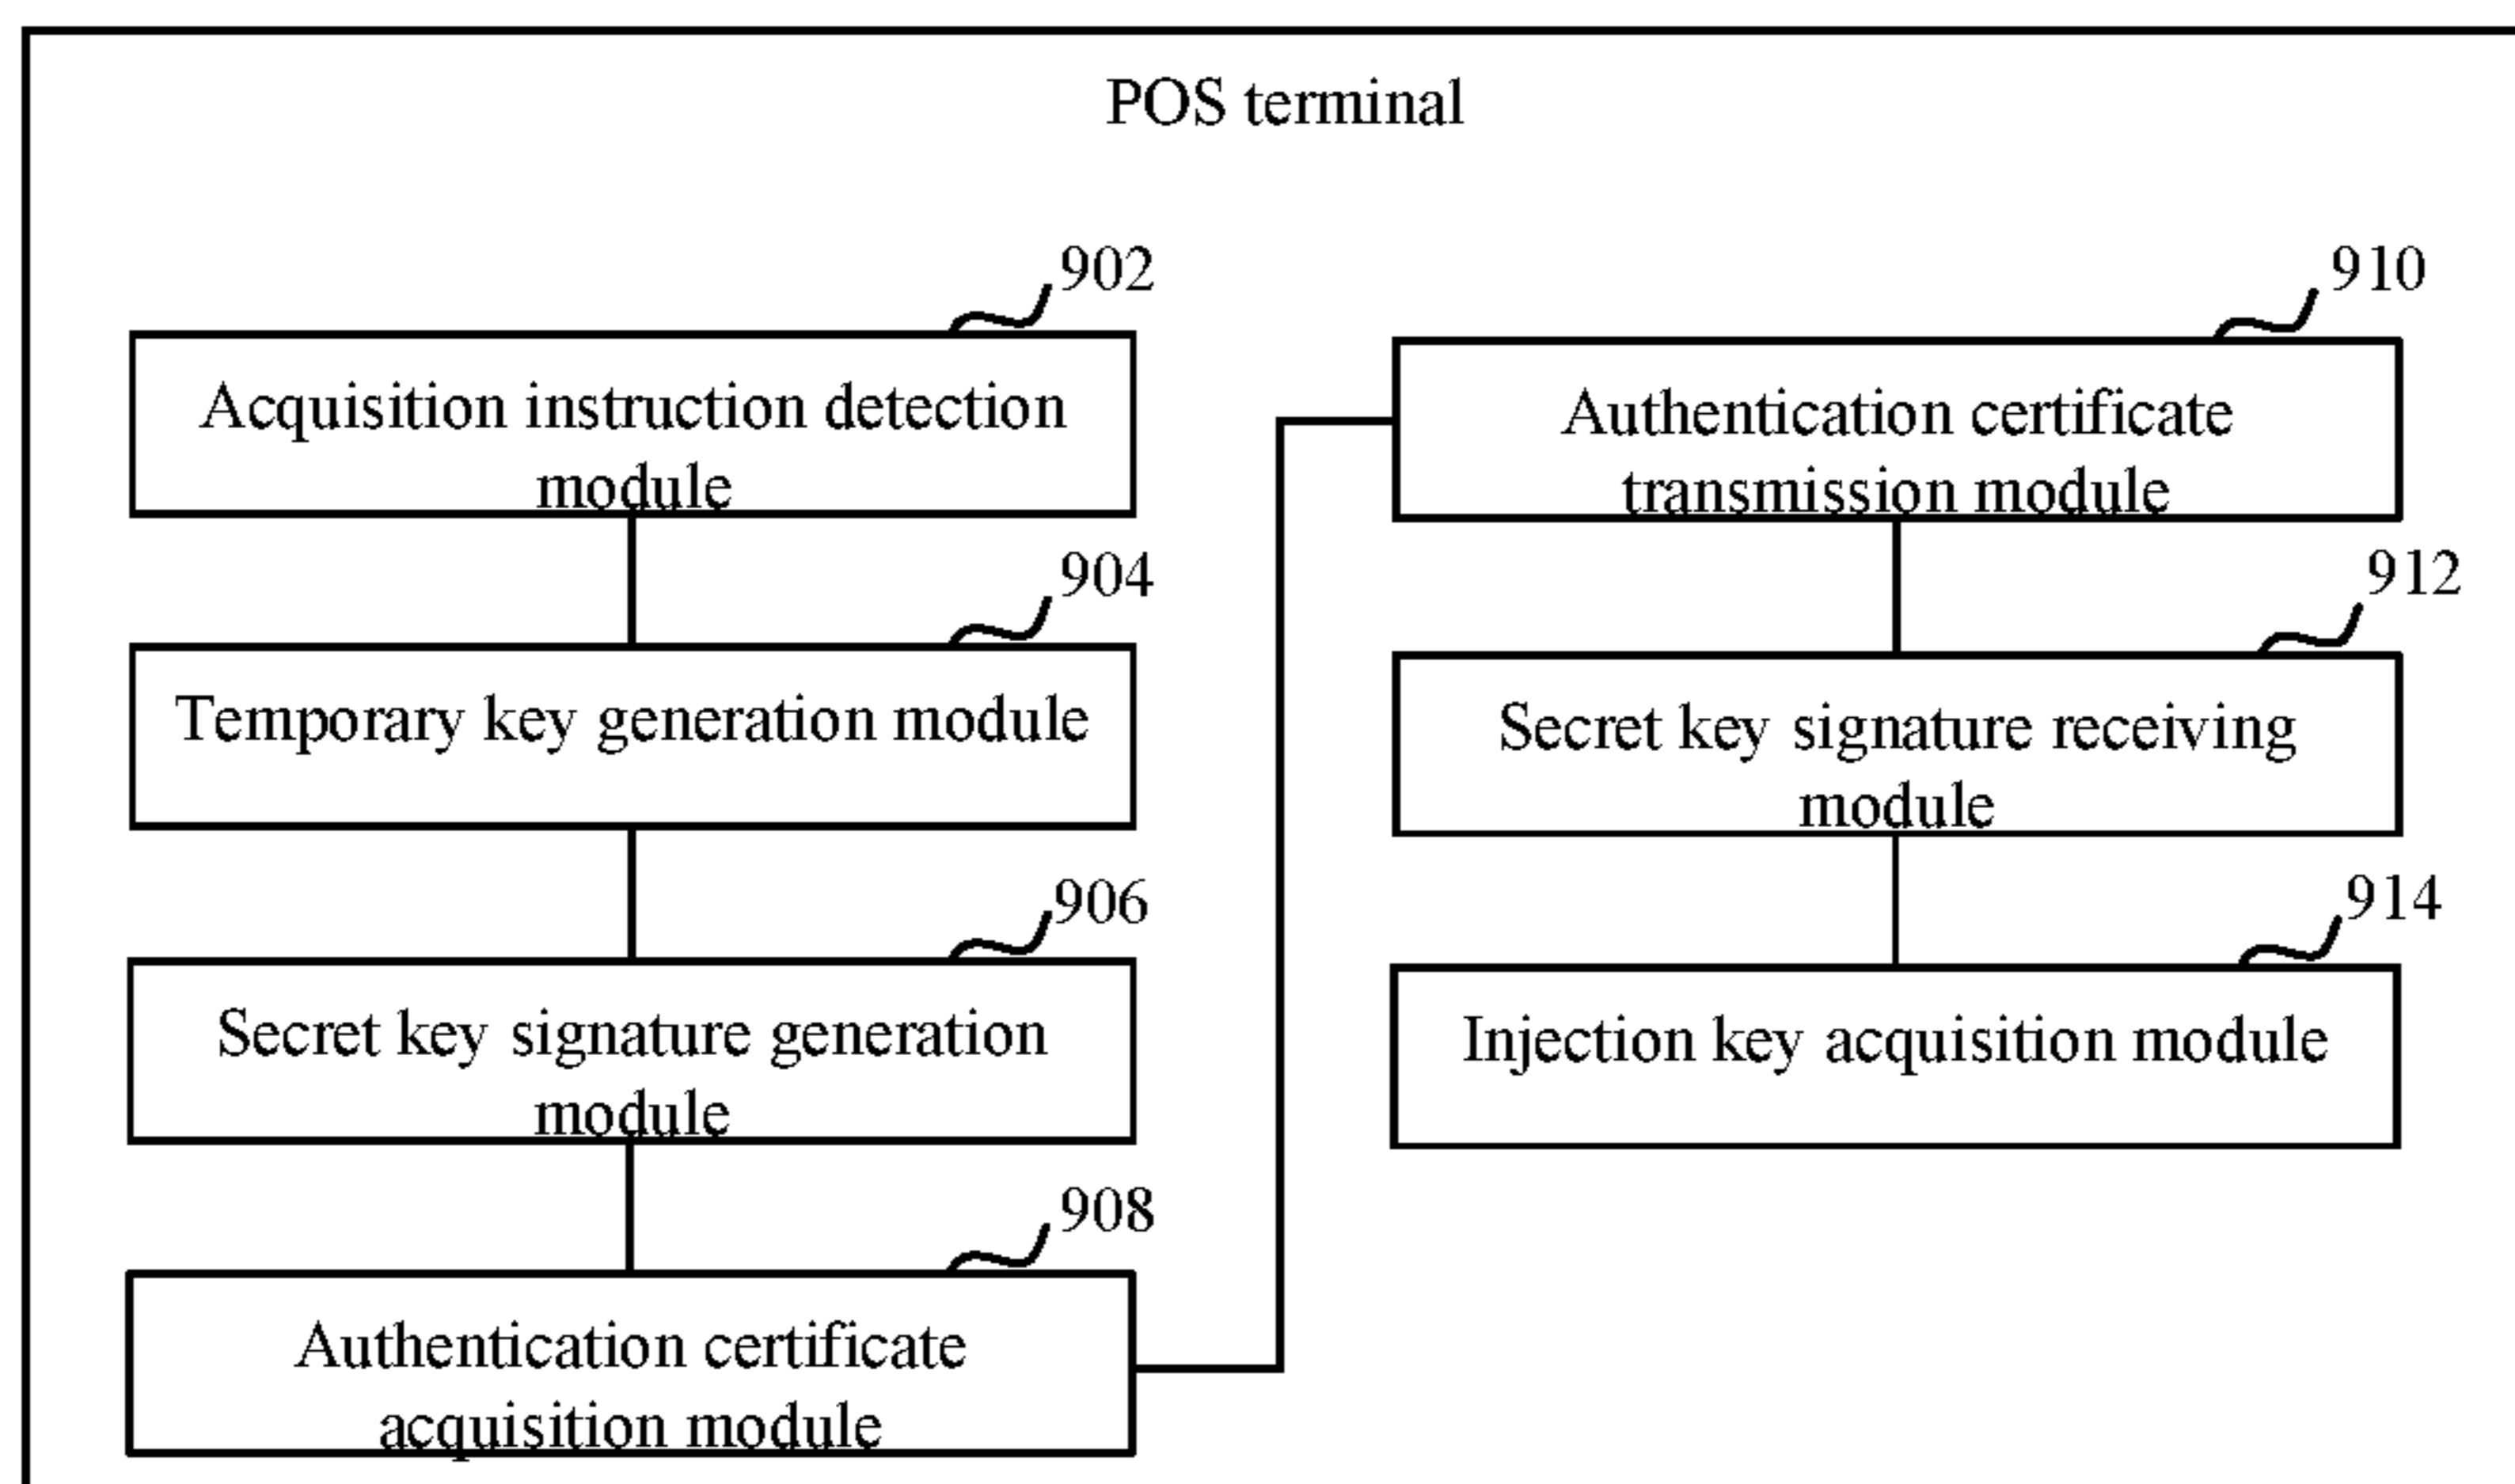 POS terminal
902
Acquisition instruction detection
module
904
Temporary key generation module
906
Secret key signature generation
module
908
Authentication certificate
acquisition module
910
Authentication certificate
transmission module
912
Secret key signature receiving
module
914
Injection key acquisition module